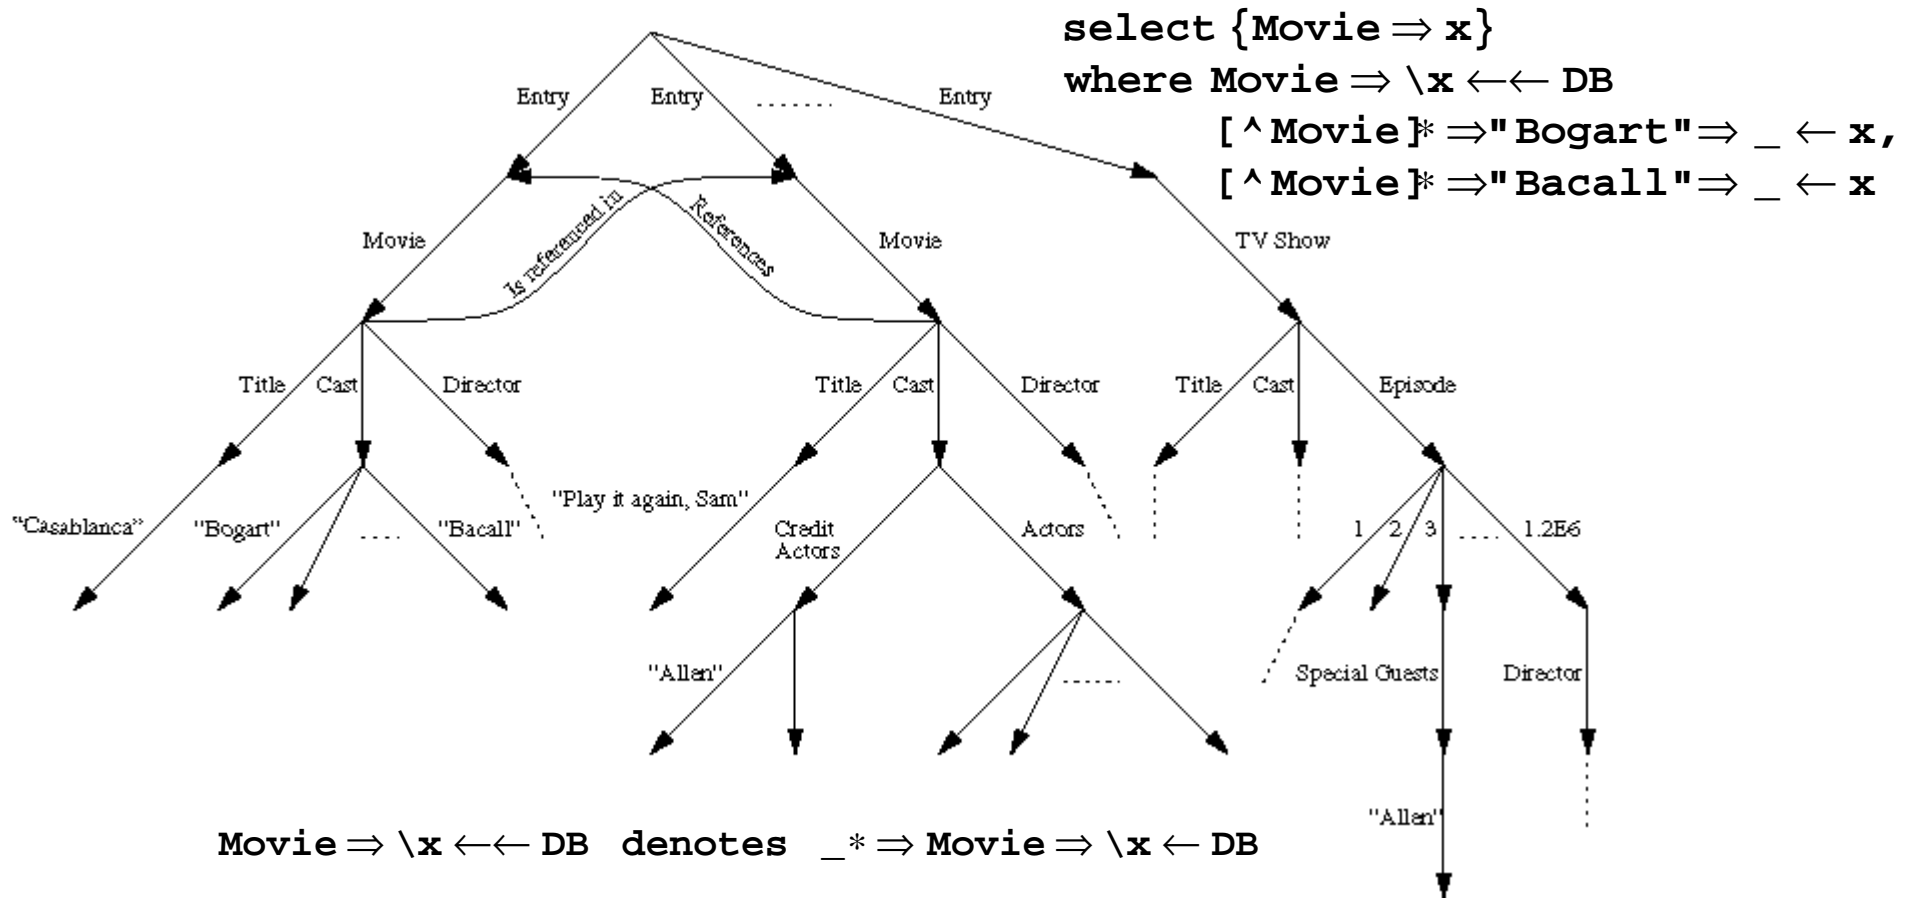 select {Movie ⇒ x}
where Movie ⇒ \x ←← DB
[^Movie]* ⇒"Bogart"⇒ _ ← x,
[^Movie]* ⇒"Bacall"⇒ _ ← x
Entry
Entry
........
Entry
Movie
Is referenced in
References
Movie
TV Show
Title
Cast
Director
Title
Cast
Director
Title
Cast
Episode
"Casablanca"
"Bogart"
....
"Bacall"
"Play it again, Sam"
Credit
Actors
Actors
1
2
3
....
1.2E6
"Allen"
......
Special Guests
Director
"Allen"
Movie ⇒ \x ←← DB denotes _* ⇒ Movie ⇒ \x ← DB